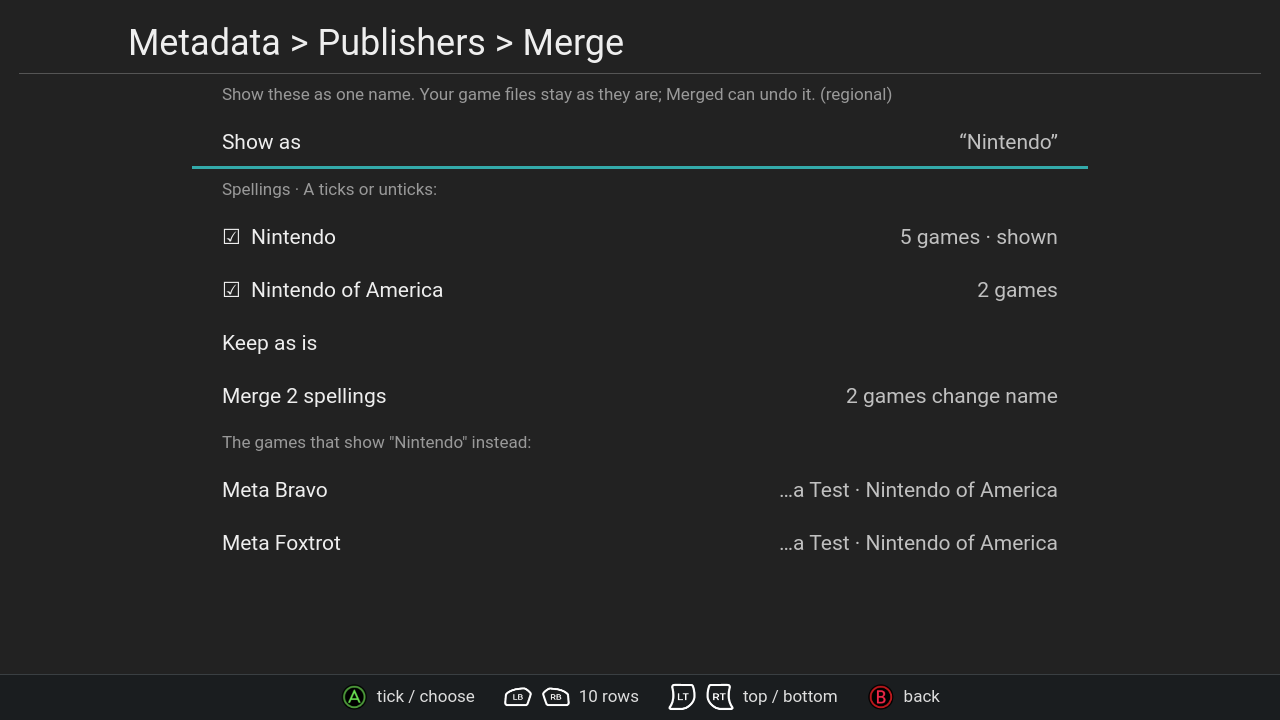 Metadata > Publishers > Merge
Show these as one name. Your game files stay as they are; Merged can undo it. (regional)
Show as “Nintendo”
Spellings · A ticks or unticks:
☑ Nintendo 5 games · shown
☑ Nintendo of America 2 games
Keep as is
Merge 2 spellings 2 games change name
The games that show "Nintendo" instead:
Meta Bravo …a Test · Nintendo of America
Meta Foxtrot …a Test · Nintendo of America
A tick / choose LB RB 10 rows LT RT top / bottom B back